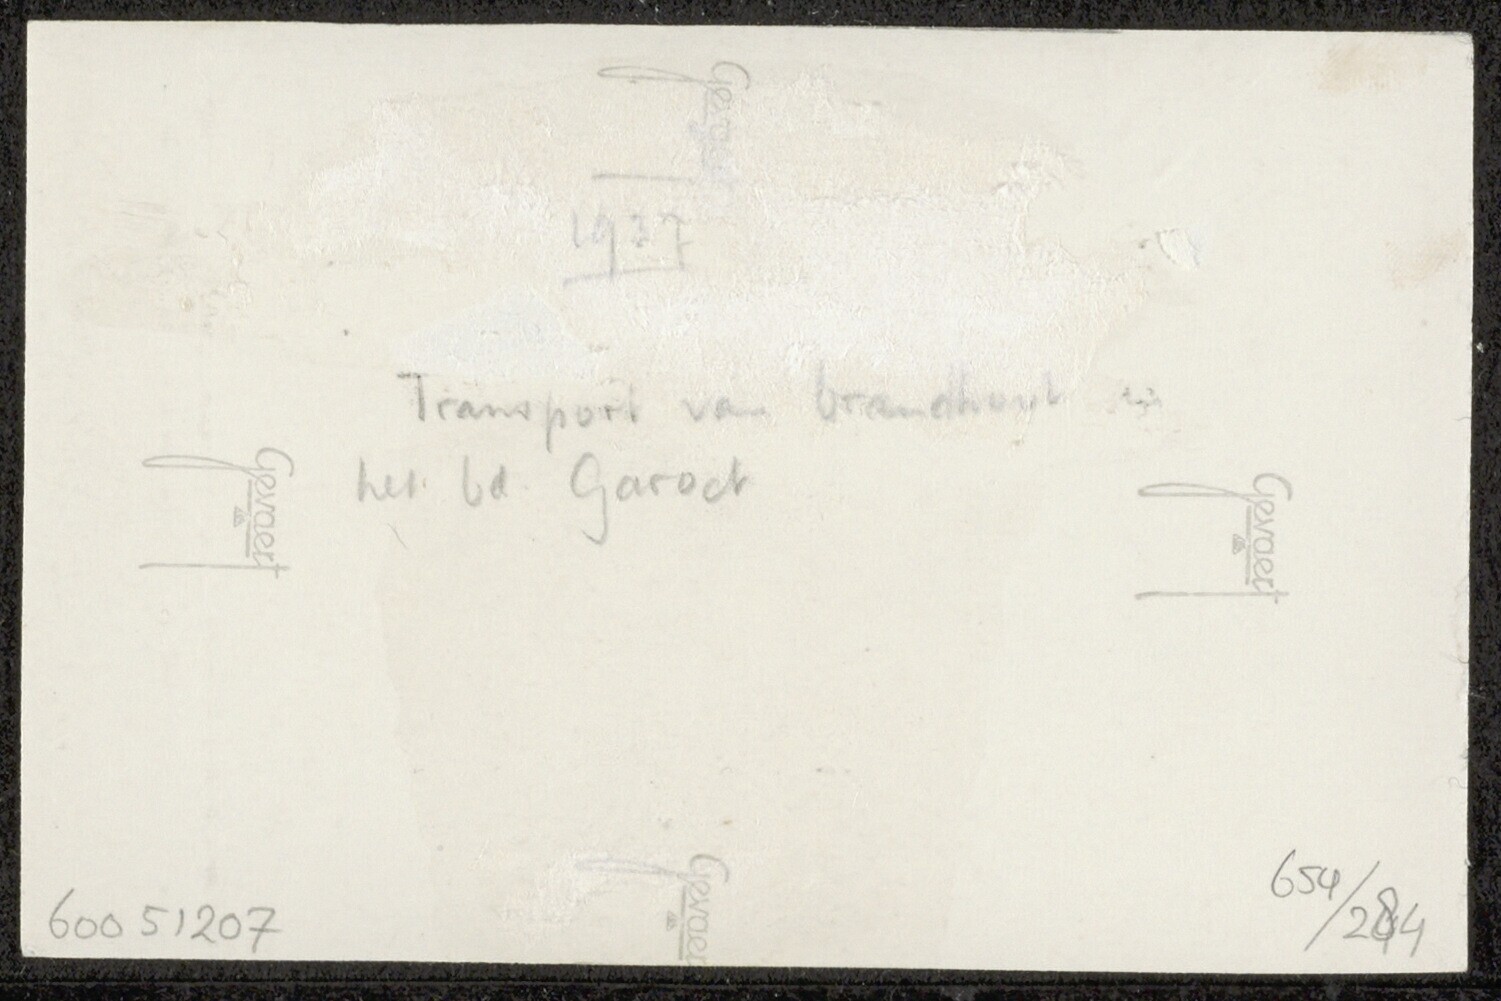 Gevaert
1937
Transport van brandhout in
het bd. Garoet
Gevaert
Gevaert
Gevaert
60051207
654/284